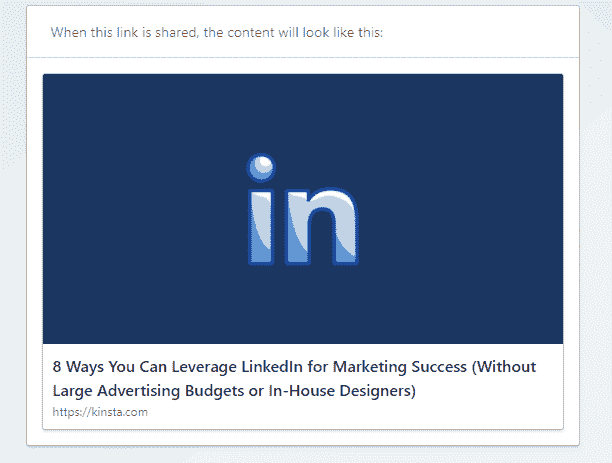 When this link is shared, the content will look like this:
in
8 Ways You Can Leverage LinkedIn for Marketing Success (Without
Large Advertising Budgets or In-House Designers)
https://kinsta.com